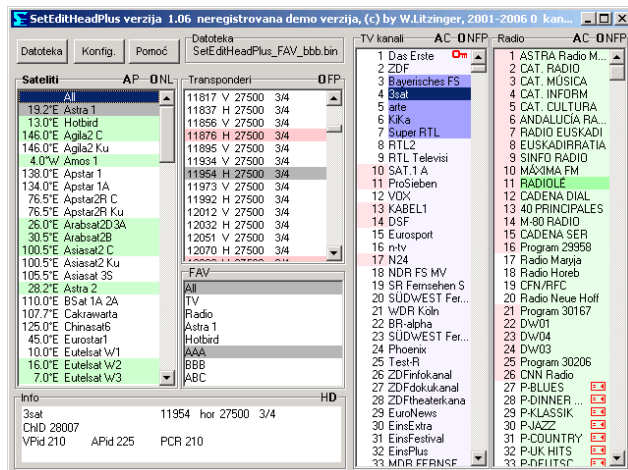 SetEditHeadPlus verzija 1.06 neregistrovana demo verzija, (c) by W.Litzinger, 2001-2006 0 kan...
Datoteka
Konfig.
Pomoć
Datoteka
SetEditHeadPlus_FAV_bbb.bin
Sateliti
AP ONL
All
19.2°E Astra 1
13.0°E Hotbird
146.0°E Agila2 C
146.0°E Agila2 Ku
4.0°W Amos 1
138.0°E Apstar 1
134.0°E Apstar 1A
76.5°E Apstar2R C
76.5°E Apstar2R Ku
26.0°E Arabsat2D3A
30.5°E Arabsat2B
100.5°E Asiasat2 C
100.5°E Asiasat2 Ku
105.5°E Asiasat 3S
28.2°E Astra 2
110.0°E BSat 1A 2A
107.7°E Cakrawarta
125.0°E Chinasat6
45.0°E Eurostar1
10.0°E Eutelsat W1
16.0°E Eutelsat W2
7.0°E Eutelsat W3
Transponderi
OFP
11817 V 27500 3/4
11837 H 27500 3/4
11856 V 27500 3/4
11876 H 27500 3/4
11895 V 27500 3/4
11934 V 27500 3/4
11954 H 27500 3/4
11973 V 27500 3/4
11992 H 27500 3/4
12012 V 27500 3/4
12032 H 27500 3/4
12051 V 27500 3/4
12070 H 27500 3/4
FAV
All
TV
Radio
Astra 1
Hotbird
AAA
BBB
ABC
Info
HD-
3sat 11954 hor 27500 3/4
ChID 28007
VPid 210 APid 225 PCR 210
TV kanali
AC ONFP
1 Das Erste
2 ZDF
3 Bayerisches FS
4 3sat
5 arte
6 KiKa
7 Super RTL
8 RTL2
9 RTL Televisi
10 SAT.1 A
11 ProSieben
12 VOX
13 KABEL1
14 DSF
15 Eurosport
16 n-tv
17 N24
18 NDR FS MV
19 SR Fernsehen S
20 SÜDWEST Fer...
21 WDR Köln
22 BR-alpha
23 SÜDWEST Fer...
24 Phoenix
25 Test-R
26 ZDFinfokanal
27 ZDFdokukanal
28 ZDFtheaterkana
29 EuroNews
30 EinsExtra
31 EinsFestival
32 EinsPlus
33 MDR FERNSE
Radio
AC ONFP
1 ASTRA Radio M...
2 CAT. RADIO
3 CAT. MÚSICA
4 CAT. INFORM
5 CAT. CULTURA
6 ANDALUCÍA RA...
7 RADIO EUSKADI
8 EUSKADIRRATIA
9 SINFO RADIO
10 MÁXIMA FM
11 RADIOLÉ
12 CADENA DIAL
13 40 PRINCIPALES
14 M-80 RADIO
15 CADENA SER
16 Program 29958
17 Radio Maryja
18 Radio Horeb
19 CFN/RFC
20 Radio Neue Hoff
21 Program 30167
22 DW01
23 DW04
24 DW03
25 Program 30206
26 CNN Radio
27 P-BLUES
28 P-DINNER ...
29 P-KLASSIK
30 P-JAZZ
31 P-COUNTRY
32 P-UK HITS
33 P-DEUTSC